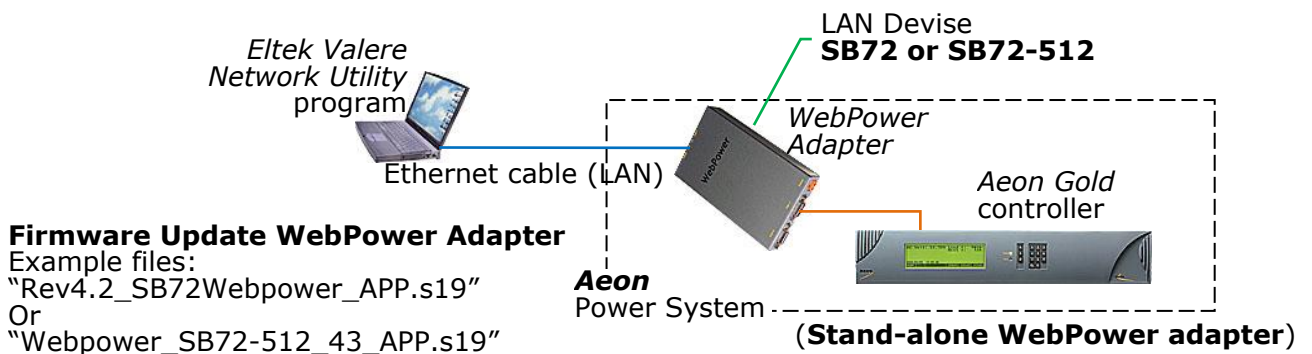 Eltek Valere
Network Utility
program
LAN Devise
SB72 or SB72-512
WebPower
Adapter
WebPower
Ethernet cable (LAN)
Aeon Gold
controller
Firmware Update WebPower Adapter
Example files:
“Rev4.2_SB72Webpower_APP.s19”
Or
“Webpower_SB72-512_43_APP.s19”
Aeon
Power System
(Stand-alone WebPower adapter)